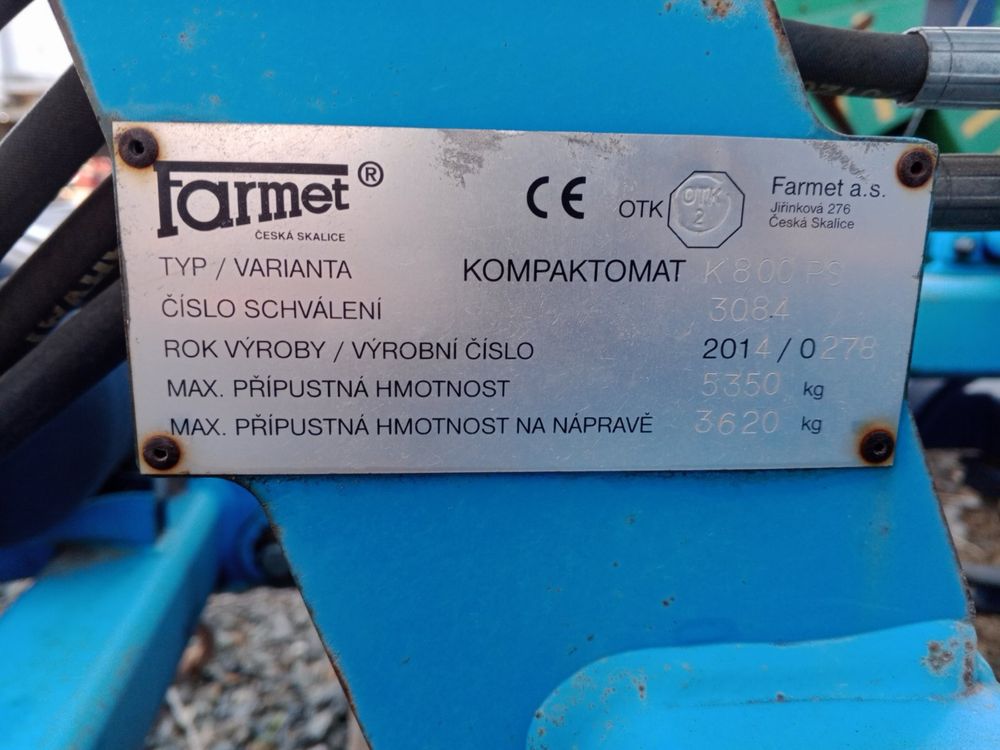 Farmet ®
ČESKÁ SKALICE
CE
OTK
OTK
2
Farmet a.s.
Jiřinková 276
Česká Skalice
TYP / VARIANTA KOMPAKTOMAT K 800 PS
ČÍSLO SCHVÁLENÍ 3084
ROK VÝROBY / VÝROBNÍ ČÍSLO 2014 / 0278
MAX. PŘÍPUSTNÁ HMOTNOST 5350 kg
MAX. PŘÍPUSTNÁ HMOTNOST NA NÁPRAVĚ 3620 kg